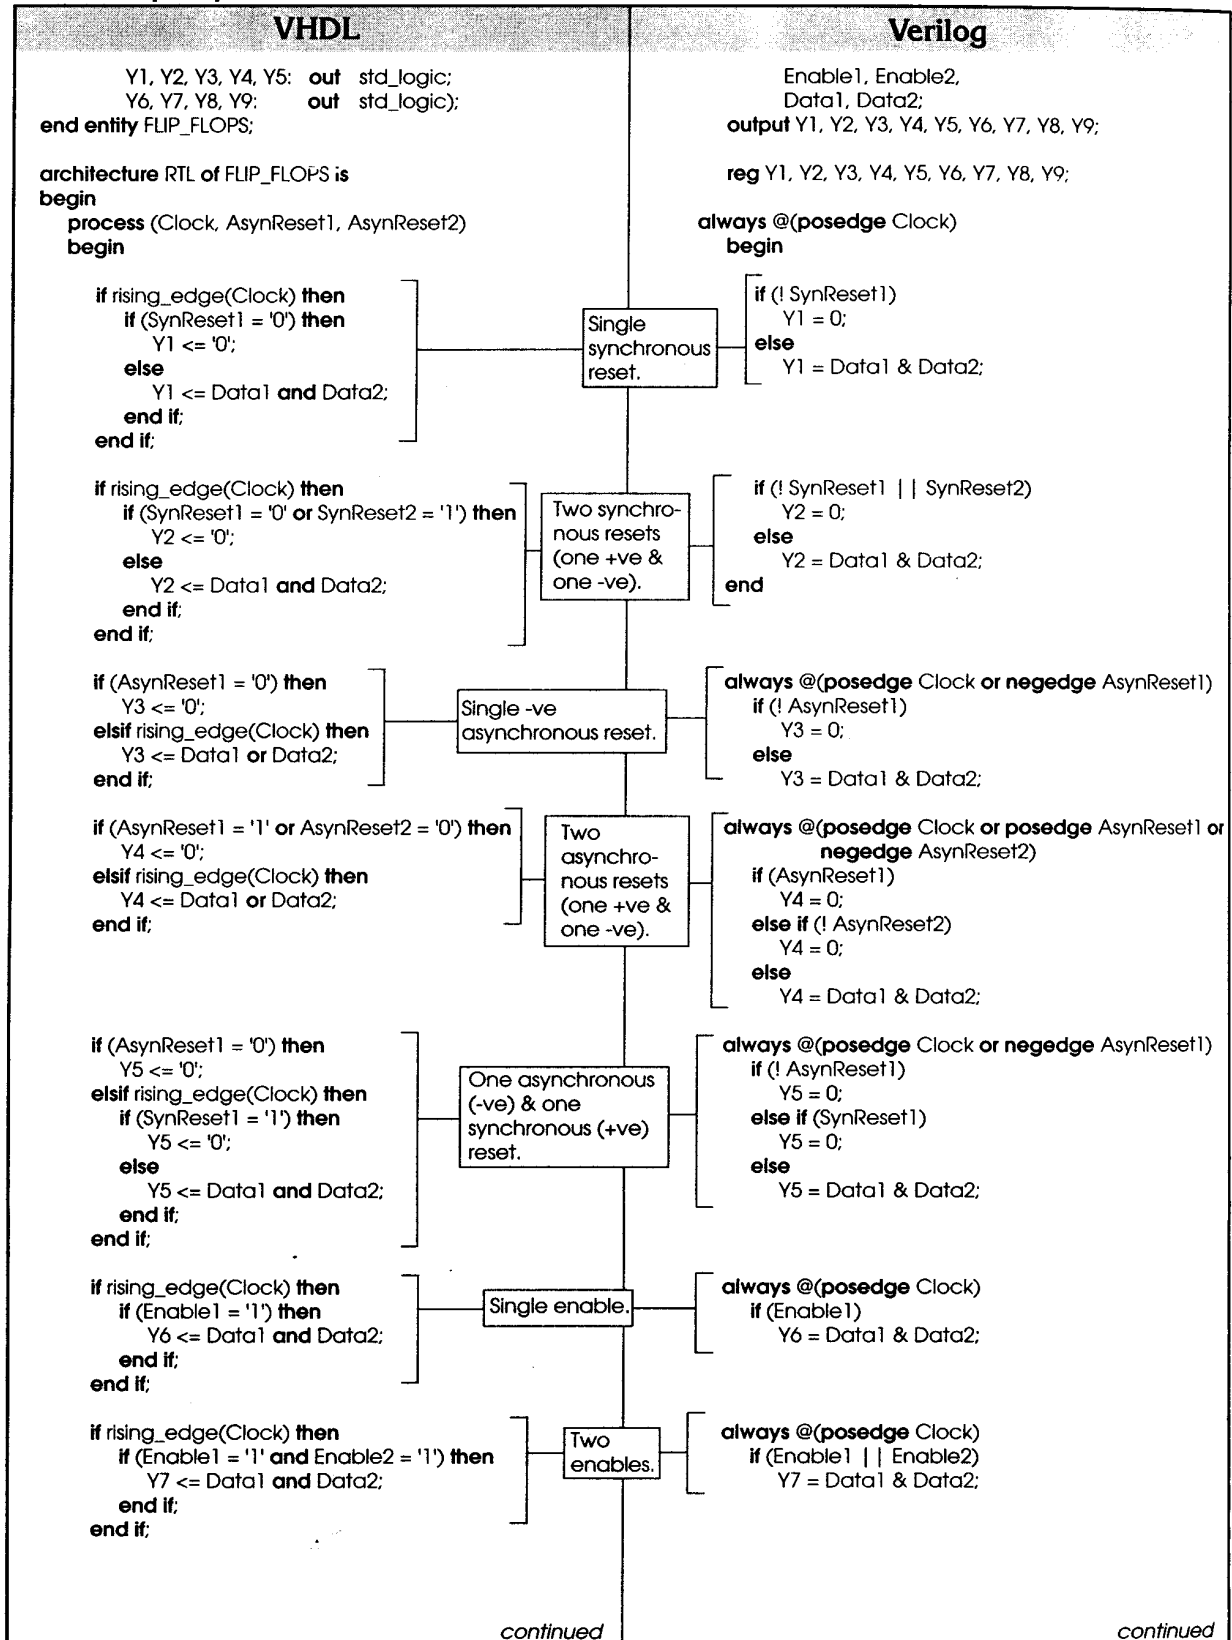 VHDL
Y1, Y2, Y3, Y4, Y5: out std_logic;
Y6, Y7, Y8, Y9: out std_logic);
end entity FLIP_FLOPS;
architecture RTL of FLIP_FLOPS is
begin
process (Clock, AsynReset1, AsynReset2)
begin
if rising_edge(Clock) then
if (SynReset1 = '0') then
Y1 <= '0';
else
Y1 <= Data1 and Data2;
end if;
end if;
if rising_edge(Clock) then
if (SynReset1 = '0' or SynReset2 = '1') then
Y2 <= '0';
else
Y2 <= Data1 and Data2;
end if;
end if;
if (AsynReset1 = '0') then
Y3 <= '0';
elsif rising_edge(Clock) then
Y3 <= Data1 or Data2;
end if;
if (AsynReset1 = '1' or AsynReset2 = '0') then
Y4 <= '0';
elsif rising_edge(Clock) then
Y4 <= Data1 or Data2;
end if;
if (AsynReset1 = '0') then
Y5 <= '0';
elsif rising_edge(Clock) then
if (SynReset1 = '1') then
Y5 <= '0';
else
Y5 <= Data1 and Data2;
end if;
end if;
if rising_edge(Clock) then
if (Enable1 = '1') then
Y6 <= Data1 and Data2;
end if;
end if;
if rising_edge(Clock) then
if (Enable1 = '1' and Enable2 = '1') then
Y7 <= Data1 and Data2;
end if;
end if;
continued
Single
synchronous
reset.
Two synchro-
nous resets
(one +ve &
one -ve).
Single -ve
asynchronous reset.
Two
asynchro-
nous resets
(one +ve &
one -ve).
One asynchronous
(-ve) & one
synchronous (+ve)
reset.
Single enable.
Two
enables.
Verilog
Enable1, Enable2,
Data1, Data2;
output Y1, Y2, Y3, Y4, Y5, Y6, Y7, Y8, Y9;
reg Y1, Y2, Y3, Y4, Y5, Y6, Y7, Y8, Y9;
always @(posedge Clock)
begin
if (! SynReset1)
Y1 = 0;
else
Y1 = Data1 & Data2;
if (! SynReset1 || SynReset2)
Y2 = 0;
else
Y2 = Data1 & Data2;
end
always @(posedge Clock or negedge AsynReset1)
if (! AsynReset1)
Y3 = 0;
else
Y3 = Data1 & Data2;
always @(posedge Clock or posedge AsynReset1 or
negedge AsynReset2)
if (AsynReset1)
Y4 = 0;
else if (! AsynReset2)
Y4 = 0;
else
Y4 = Data1 & Data2;
always @(posedge Clock or negedge AsynReset1)
if (! AsynReset1)
Y5 = 0;
else if (SynReset1)
Y5 = 0;
else
Y5 = Data1 & Data2;
always @(posedge Clock)
if (Enable1)
Y6 = Data1 & Data2;
always @(posedge Clock)
if (Enable1 || Enable2)
Y7 = Data1 & Data2;
continued